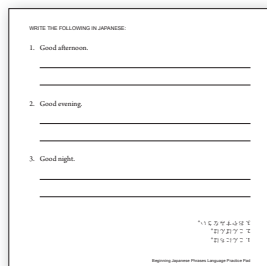 WRITE THE FOLLOWING IN JAPANESE:
1. Good afternoon.
2. Good evening.
3. Good night.
Beginning Japanese Phrases Language Practice Pad